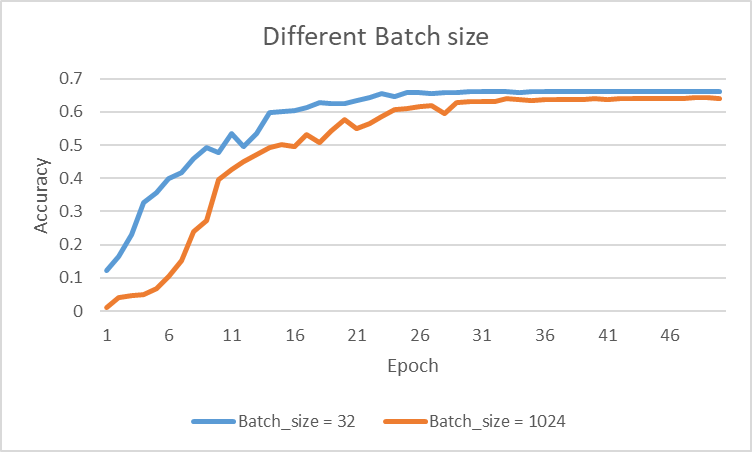 Different Batch size
0.7
0.6
0.5
0.4
0.3
0.2
0.1
0
Accuracy
1 6 11 16 21 26 31 36 41 46
Epoch
Batch_size = 32 Batch_size = 1024